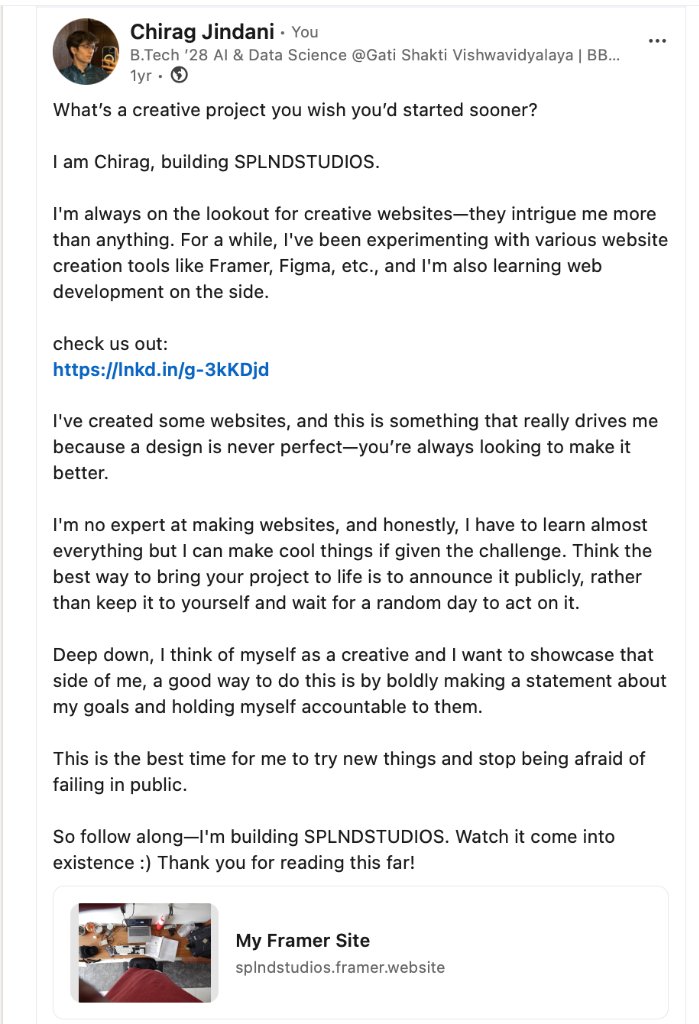 Chirag Jindani · You
B.Tech ’28 AI & Data Science @Gati Shakti Vishwavidyalaya | BB...
1yr ·
What’s a creative project you wish you’d started sooner?
I am Chirag, building SPLNDSTUDIOS.
I'm always on the lookout for creative websites—they intrigue me more
than anything. For a while, I've been experimenting with various website
creation tools like Framer, Figma, etc., and I'm also learning web
development on the side.
check us out:
https://lnkd.in/g-3kKDjd
I've created some websites, and this is something that really drives me
because a design is never perfect—you’re always looking to make it
better.
I'm no expert at making websites, and honestly, I have to learn almost
everything but I can make cool things if given the challenge. Think the
best way to bring your project to life is to announce it publicly, rather
than keep it to yourself and wait for a random day to act on it.
Deep down, I think of myself as a creative and I want to showcase that
side of me, a good way to do this is by boldly making a statement about
my goals and holding myself accountable to them.
This is the best time for me to try new things and stop being afraid of
failing in public.
So follow along—I'm building SPLNDSTUDIOS. Watch it come into
existence :) Thank you for reading this far!
My Framer Site
splndstudios.framer.website